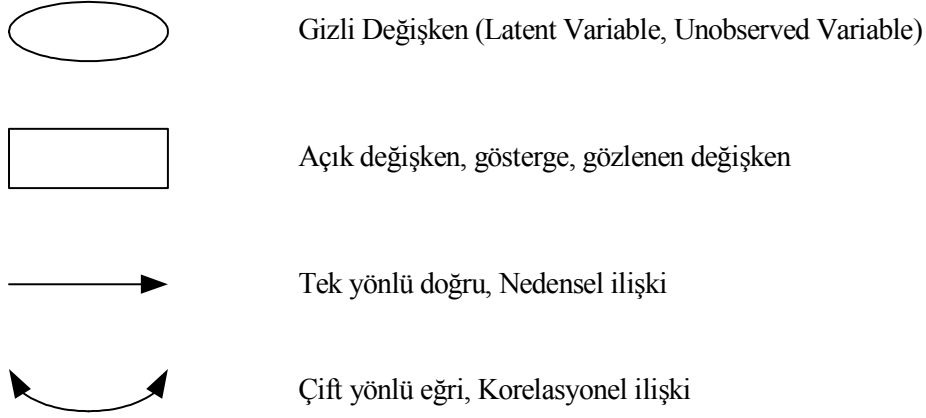 Gizli Değişken (Latent Variable, Unobserved Variable)
Açık değişken, gösterge, gözlenen değişken
Tek yönlü doğru, Nedensel ilişki
Çift yönlü eğri, Korelasyonel ilişki